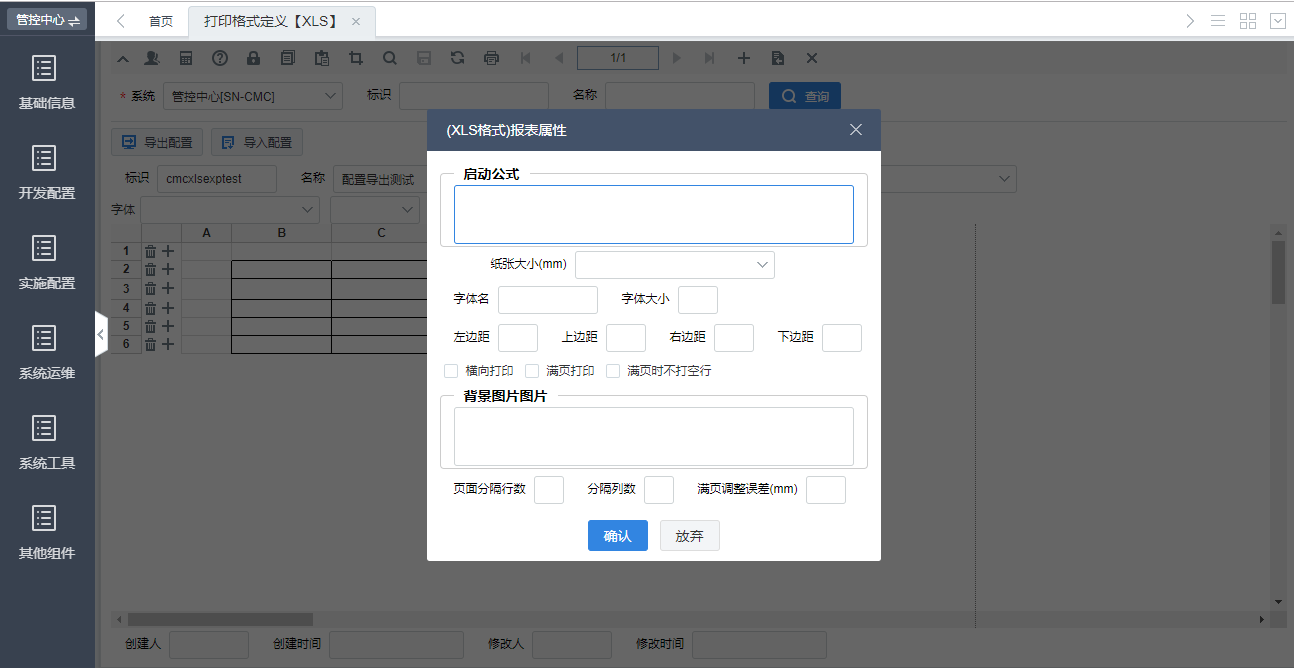 管控中心
首页
打印格式定义【XLS】
基础信息
开发配置
实施配置
系统运维
系统工具
其他组件
1/1
* 系统 管控中心[SN-CMC] 标识 名称 查询
导出配置 导入配置
标识 cmcxlsexptest 名称 配置导出测试
字体
A B C
1
2
3
4
5
6
(XLS格式)报表属性
启动公式
纸张大小(mm)
字体名 字体大小
左边距 上边距 右边距 下边距
横向打印 满页打印 满页时不打空行
背景图片图片
页面分隔行数 分隔列数 满页调整误差(mm)
确认 放弃
创建人 创建时间 修改人 修改时间